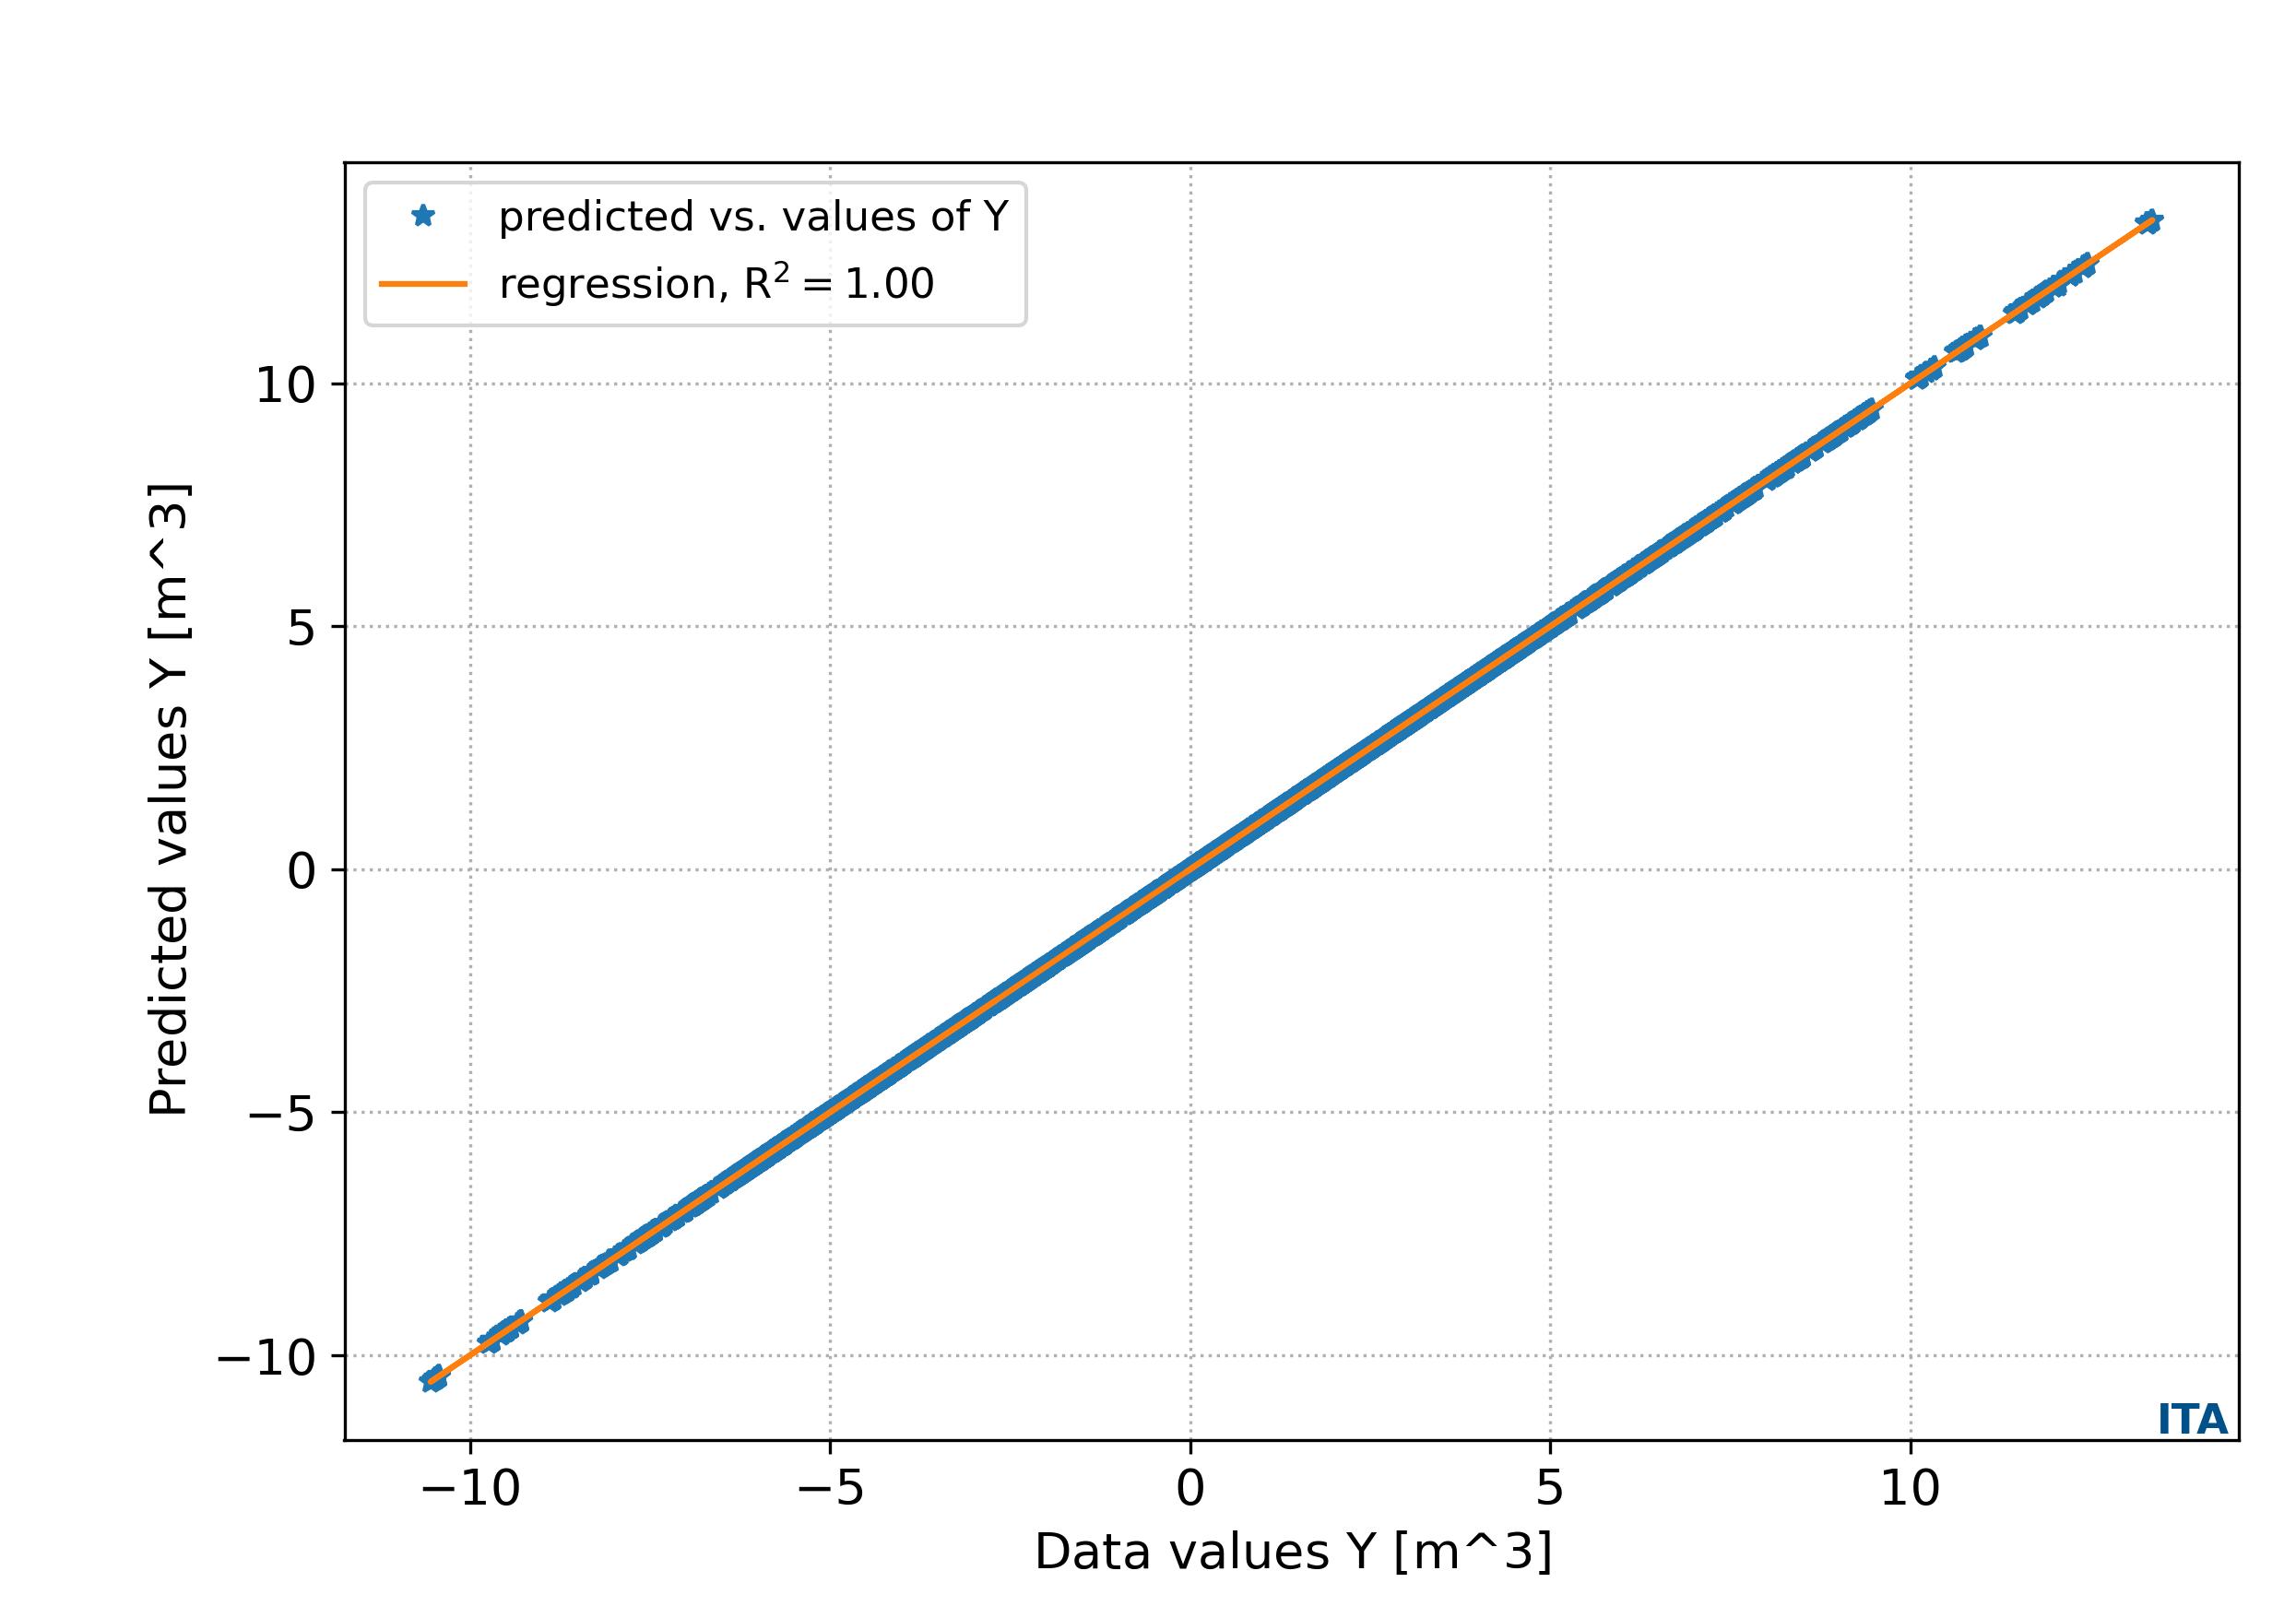 predicted vs. values of Y
regression, R² = 1.00
Predicted values Y [m^3]
10
5
0
−5
−10
−10
−5
0
5
10
Data values Y [m^3]
ITA